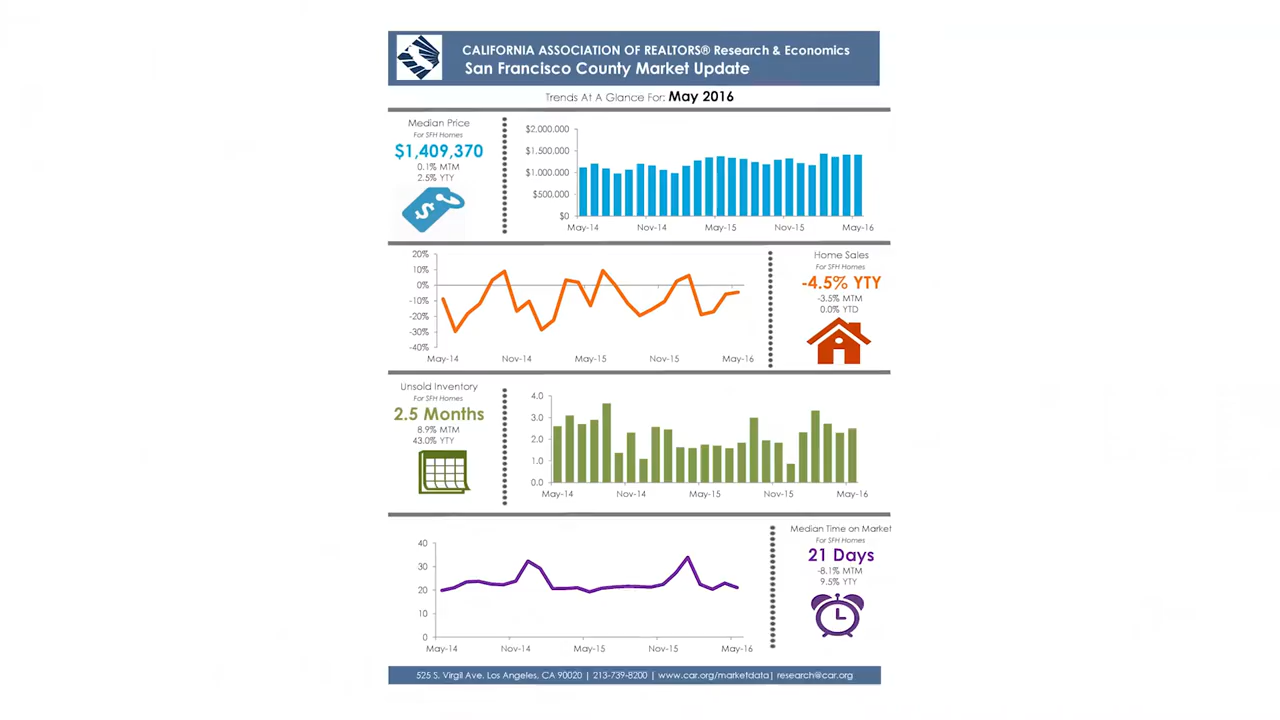 CALIFORNIA ASSOCIATION OF REALTORS® Research & Economics
San Francisco County Market Update
Trends At A Glance For: May 2016
Median Price
For SFH Homes
$1,409,370
0.1% MTM
2.5% YTY
$2,000,000
$1,500,000
$1,000,000
$500,000
$0
May-14 Nov-14 May-15 Nov-15 May-16
20%
10%
0%
-10%
-20%
-30%
-40%
May-14 Nov-14 May-15 Nov-15 May-16
Home Sales
For SFH Homes
-4.5% YTY
-3.5% MTM
0.0% YTD
Unsold Inventory
For SFH Homes
2.5 Months
8.9% MTM
43.0% YTY
4.0
3.0
2.0
1.0
0.0
May-14 Nov-14 May-15 Nov-15 May-16
40
30
20
10
0
May-14 Nov-14 May-15 Nov-15 May-16
Median Time on Market
For SFH Homes
21 Days
-8.1% MTM
9.5% YTY
525 S. Virgil Ave. Los Angeles, CA 90020 | 213-739-8200 | www.car.org/marketdata| research@car.org